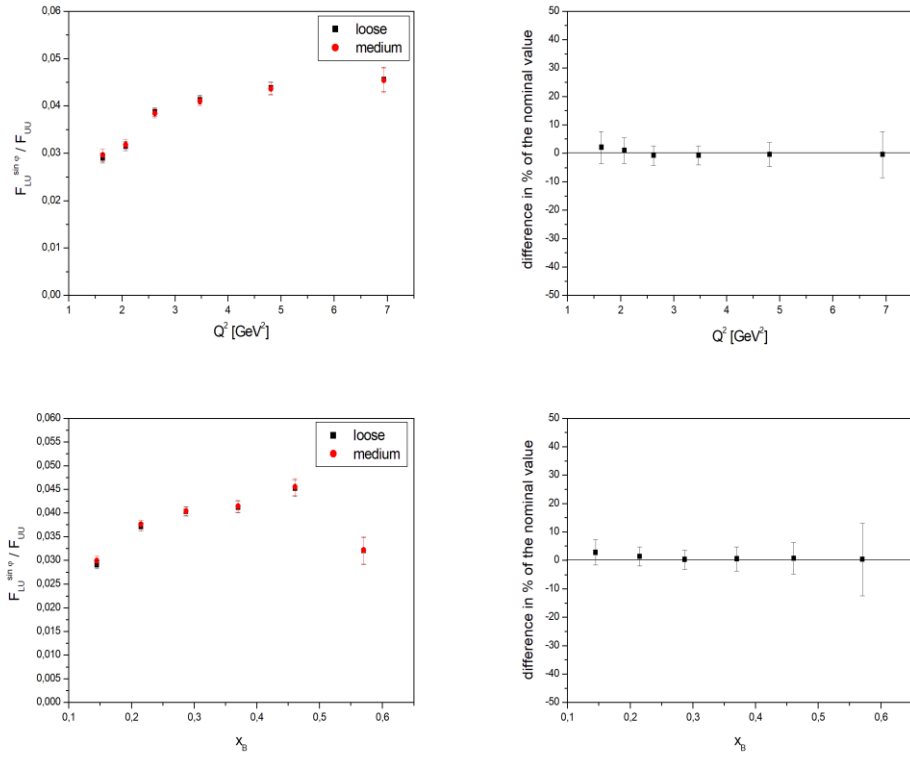 0,06
0,05
0,04
0,03
0,02
0,01
0,00
F_LU^sin φ / F_UU
loose
medium
1 2 3 4 5 6 7
Q² [GeV²]
50
40
30
20
10
0
-10
-20
-30
-40
-50
difference in % of the nominal value
1 2 3 4 5 6 7
Q² [GeV²]
0,060
0,055
0,050
0,045
0,040
0,035
0,030
0,025
0,020
0,015
0,010
0,005
0,000
F_LU^sin φ / F_UU
loose
medium
0,1 0,2 0,3 0,4 0,5 0,6
X_B
50
40
30
20
10
0
-10
-20
-30
-40
-50
difference in % of the nominal value
0,1 0,2 0,3 0,4 0,5 0,6
X_B